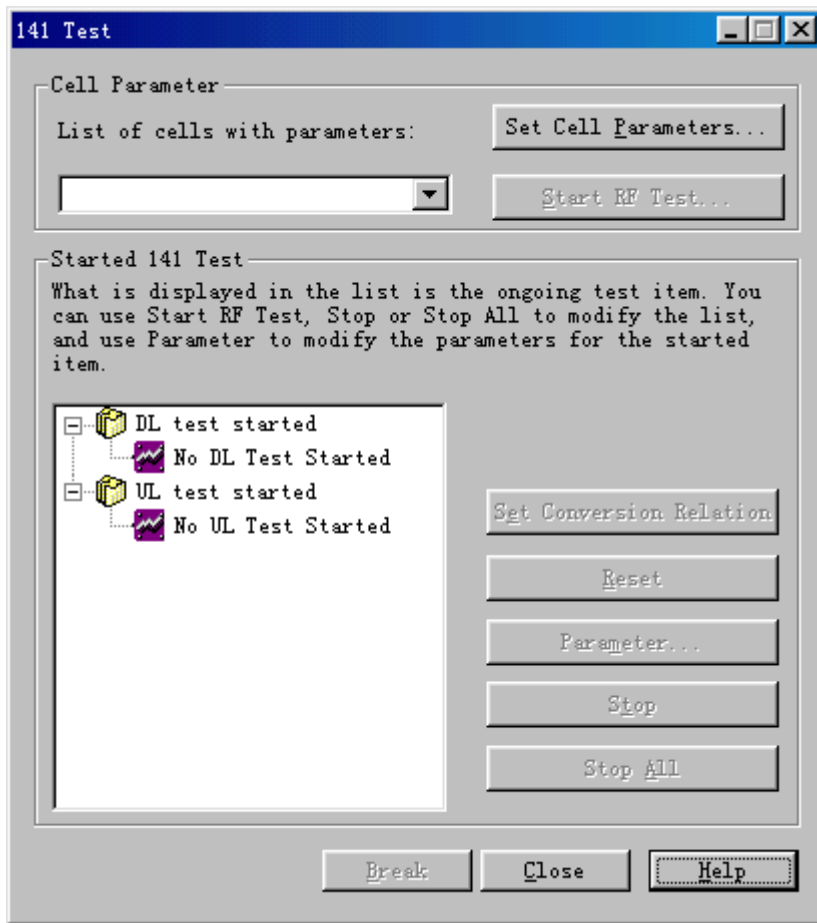 141 Test
Cell Parameter
List of cells with parameters:
Set Cell Parameters...
Start RF Test...
Started 141 Test
What is displayed in the list is the ongoing test item. You
can use Start RF Test, Stop or Stop All to modify the list,
and use Parameter to modify the parameters for the started
item.
DL test started
No DL Test Started
UL test started
No UL Test Started
Set Conversion Relation
Reset
Parameter...
Stop
Stop All
Break
Close
Help